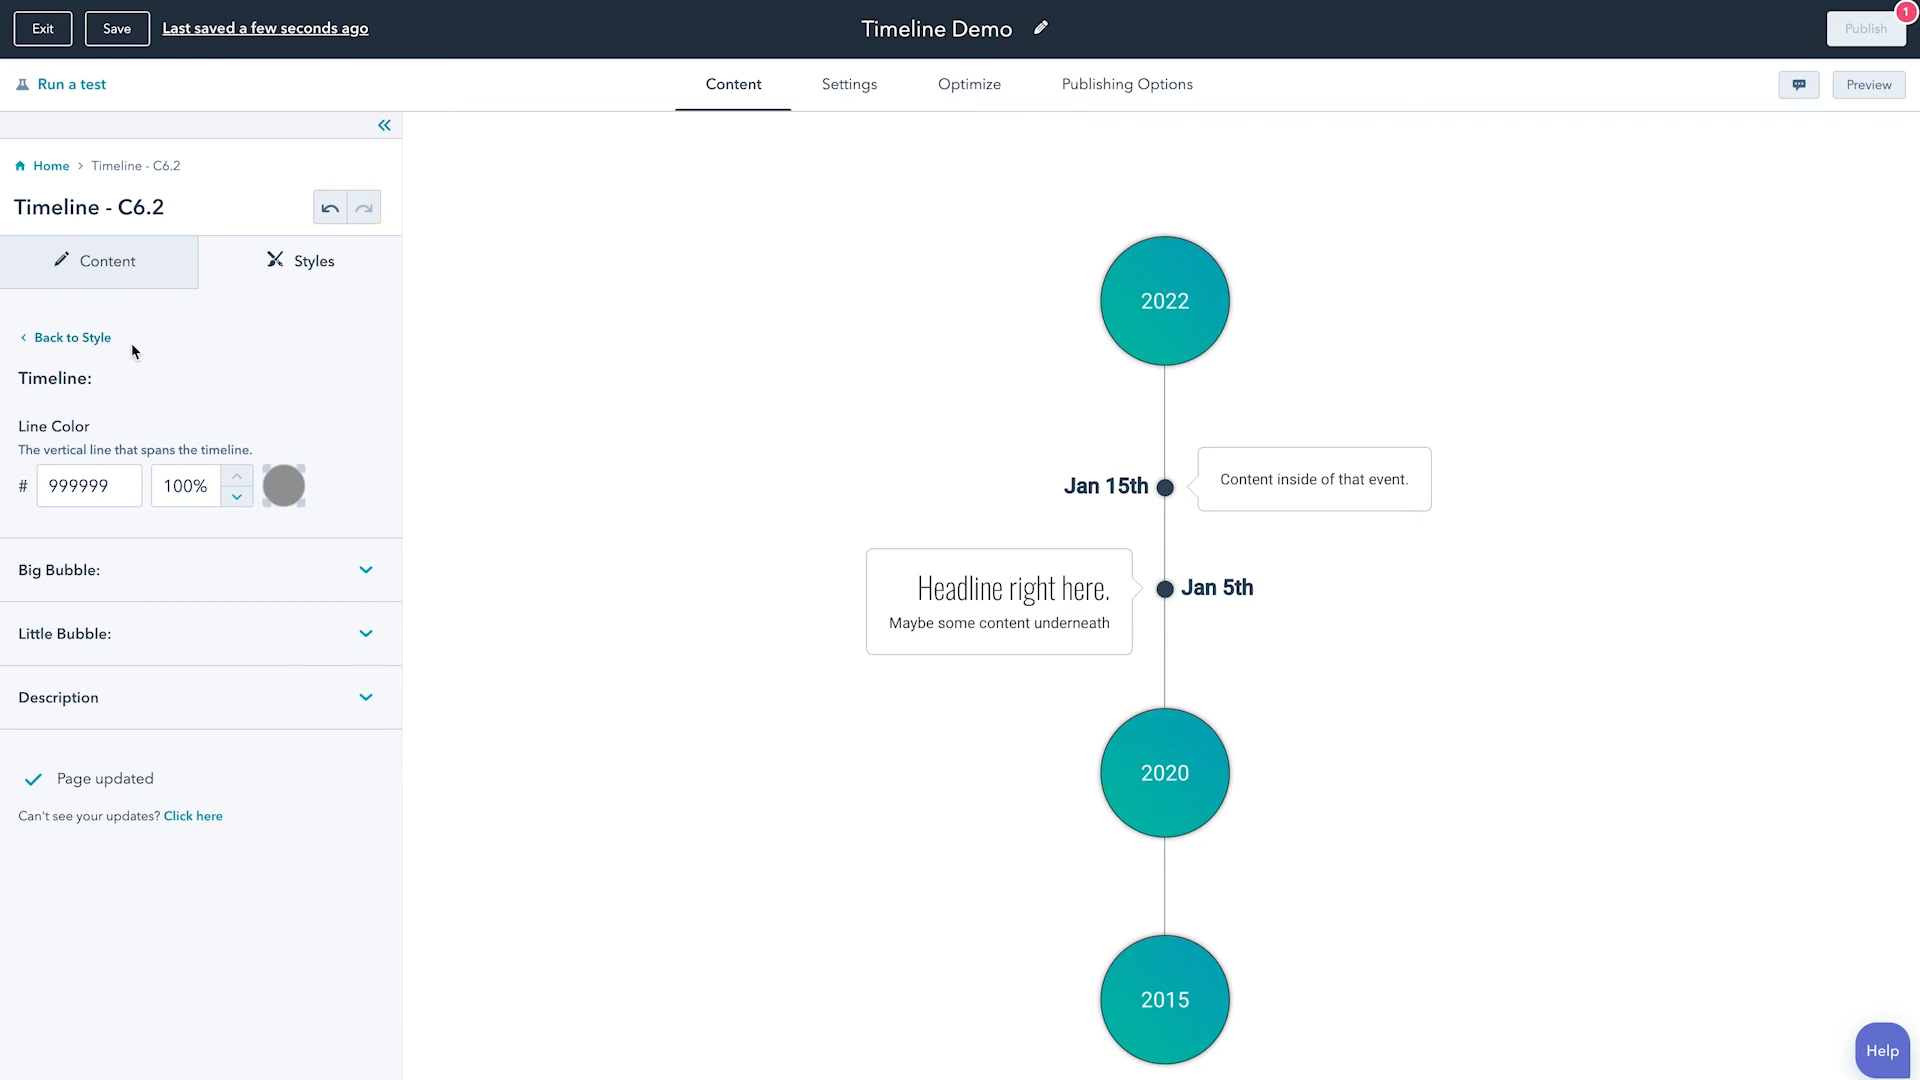 Exit
Save
Last saved a few seconds ago
Timeline Demo
Publish
1
Run a test
Content
Settings
Optimize
Publishing Options
Preview
Home > Timeline - C6.2
Timeline - C6.2
Content
Styles
Back to Style
Timeline:
Line Color
The vertical line that spans the timeline.
# 999999 100%
Big Bubble:
Little Bubble:
Description
Page updated
Can't see your updates? Click here
2022
Jan 15th
Content inside of that event.
Headline right here.
Maybe some content underneath
Jan 5th
2020
2015
Help